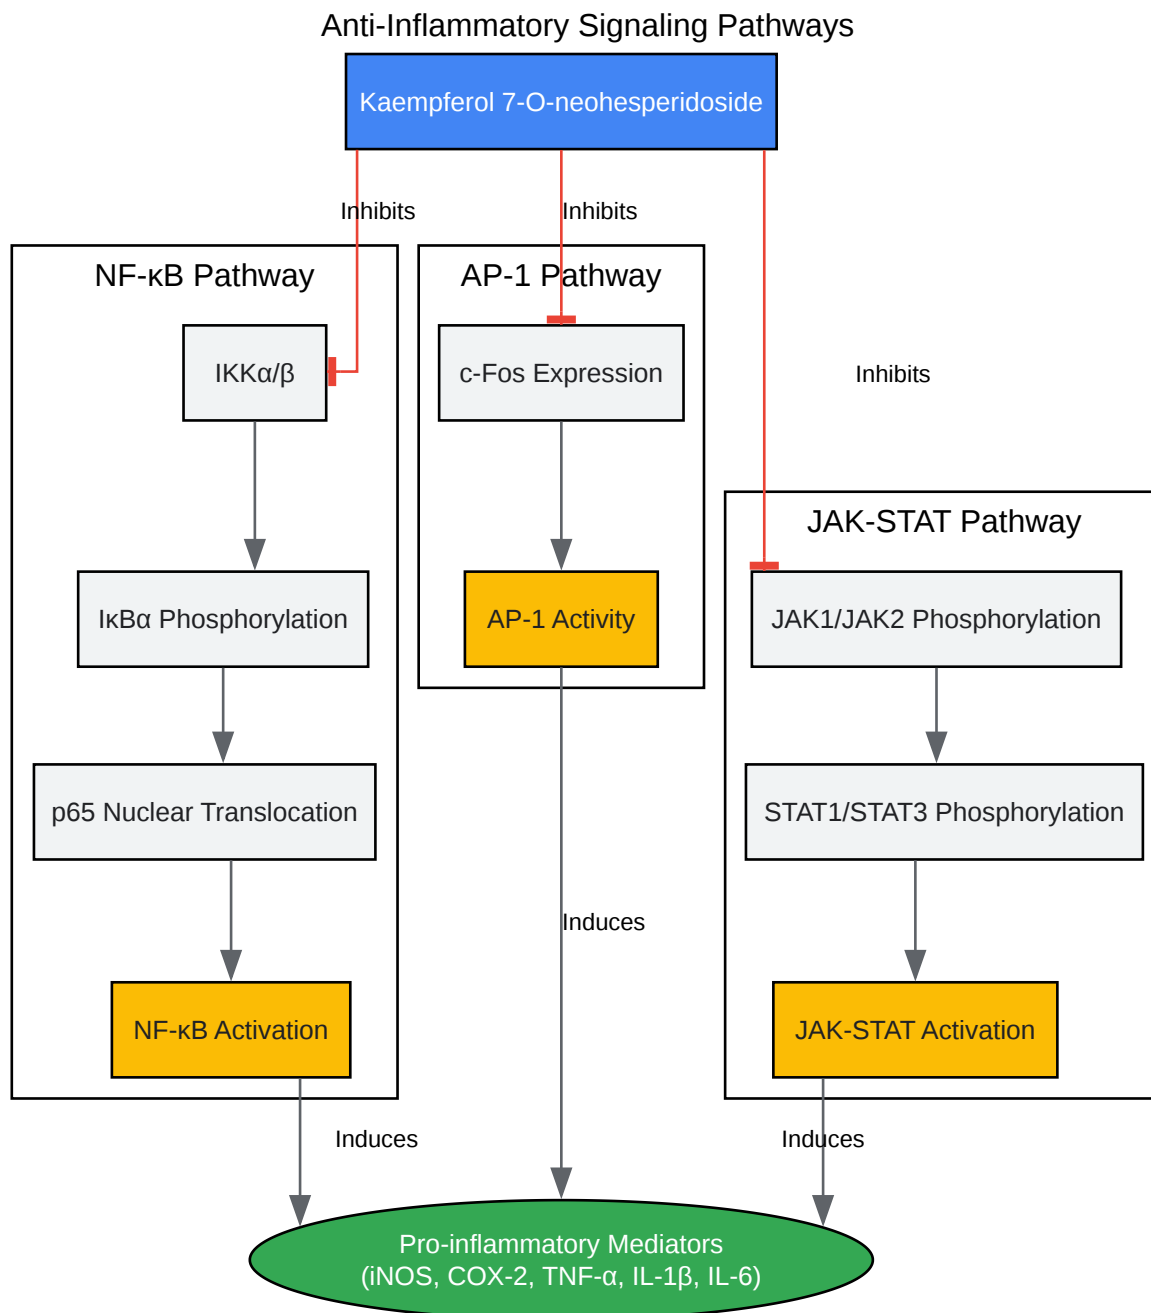 Anti-Inflammatory Signaling Pathways
Kaempferol 7-O-neohesperidoside
Inhibits
Inhibits
Inhibits
NF-κB Pathway
IKKα/β
IκBα Phosphorylation
p65 Nuclear Translocation
NF-κB Activation
Induces
AP-1 Pathway
c-Fos Expression
AP-1 Activity
Induces
JAK-STAT Pathway
JAK1/JAK2 Phosphorylation
STAT1/STAT3 Phosphorylation
JAK-STAT Activation
Induces
Pro-inflammatory Mediators
(iNOS, COX-2, TNF-α, IL-1β, IL-6)